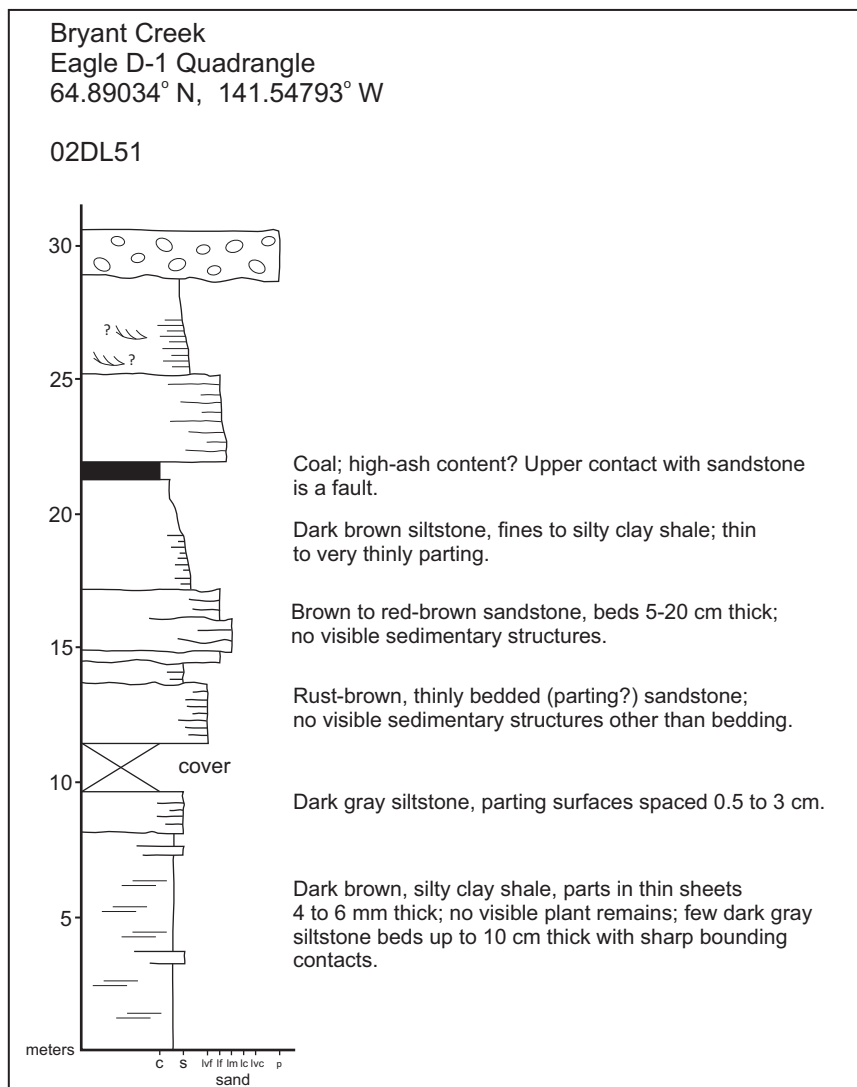 Bryant Creek
Eagle D-1 Quadrangle
64.89034° N, 141.54793° W
02DL51
30
? 
?
25
Coal; high-ash content? Upper contact with sandstone
is a fault.
20
Dark brown siltstone, fines to silty clay shale; thin
to very thinly parting.
Brown to red-brown sandstone, beds 5-20 cm thick;
no visible sedimentary structures.
15
Rust-brown, thinly bedded (parting?) sandstone;
no visible sedimentary structures other than bedding.
cover
10
Dark gray siltstone, parting surfaces spaced 0.5 to 3 cm.
Dark brown, silty clay shale, parts in thin sheets
4 to 6 mm thick; no visible plant remains; few dark gray
siltstone beds up to 10 cm thick with sharp bounding
contacts.
5
meters
c s lvf lf lm lc lvc p
sand